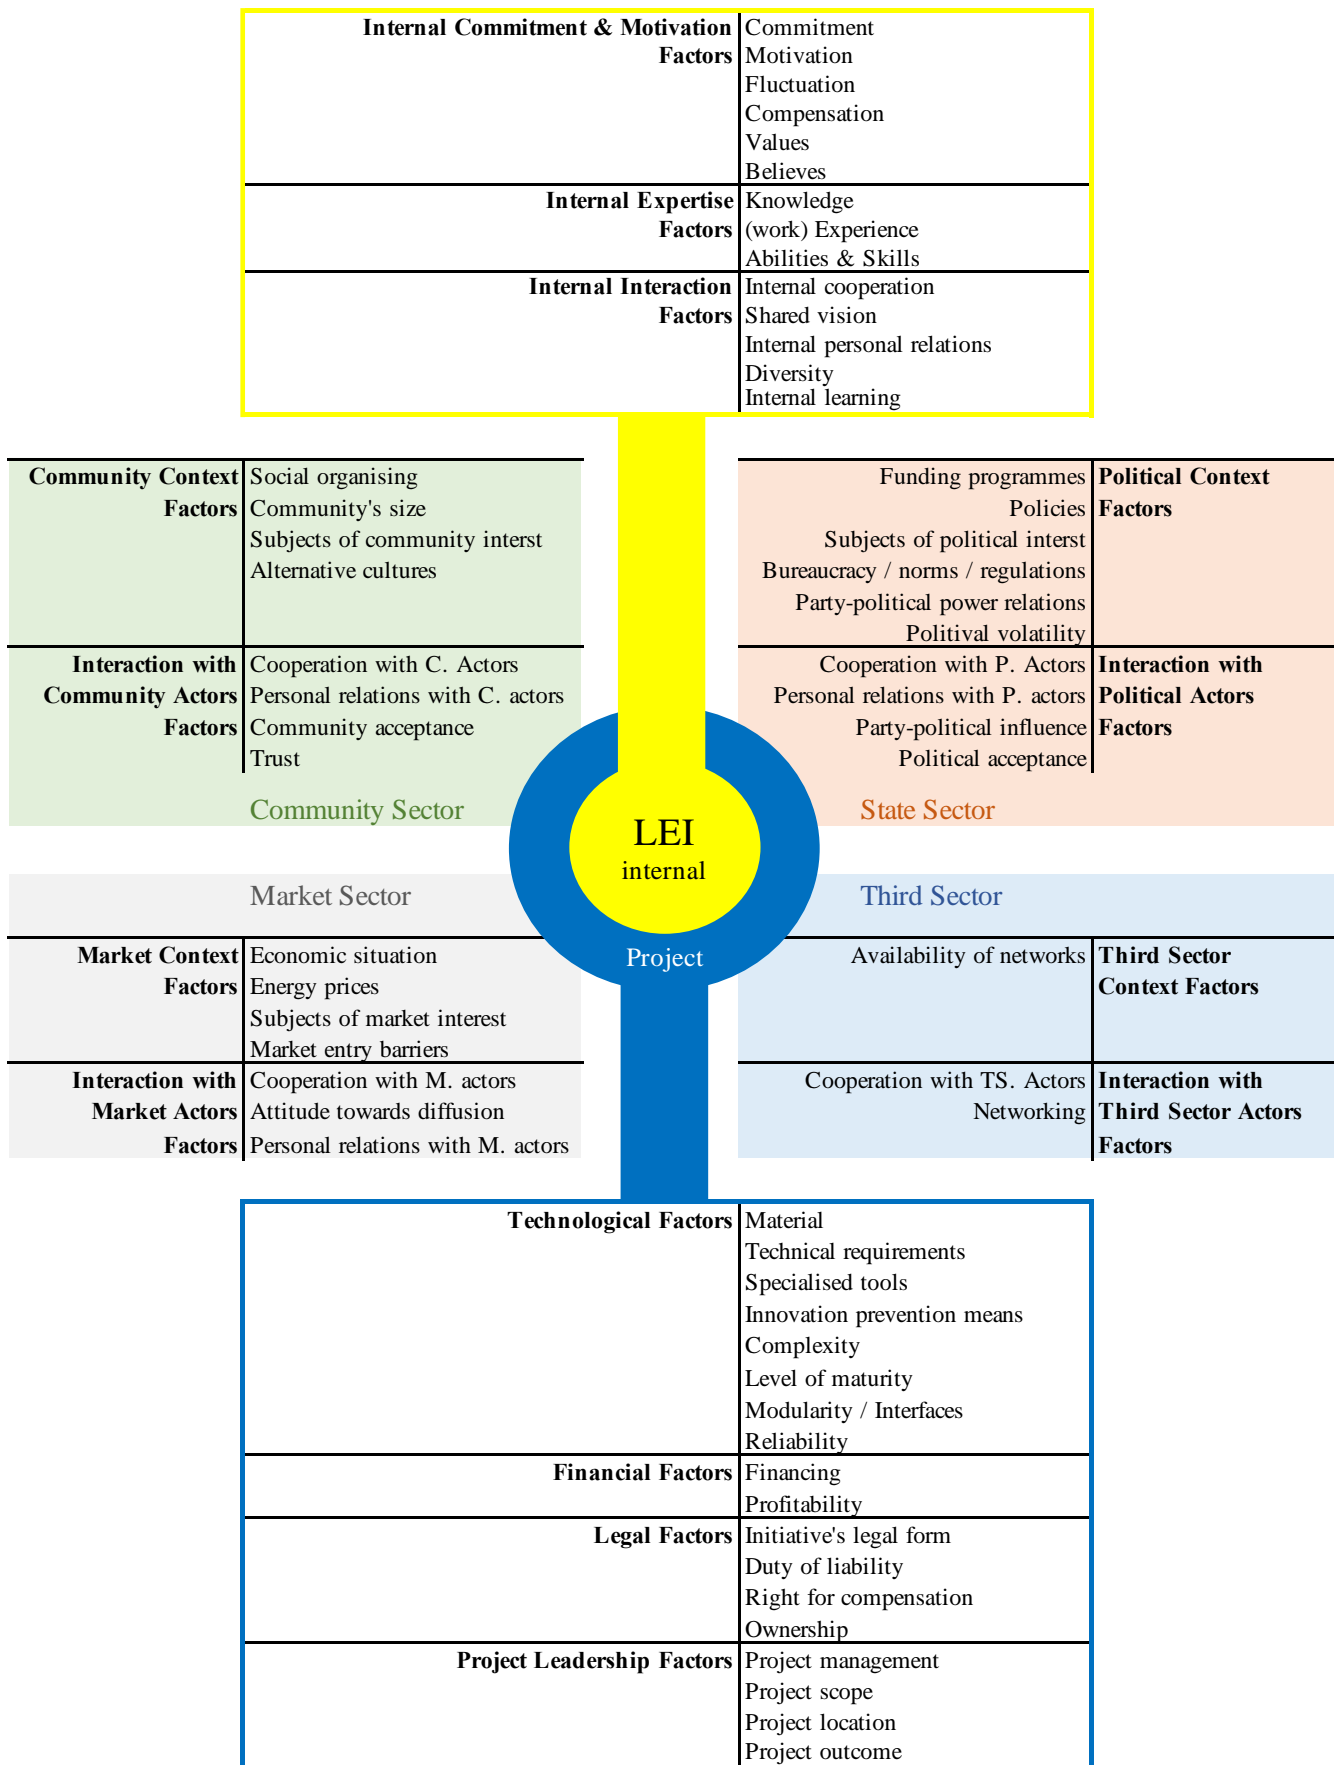 Internal Commitment & Motivation Factors
Commitment
Motivation
Fluctuation
Compensation
Values
Believes
Internal Expertise Factors
Knowledge
(work) Experience
Abilities & Skills
Internal Interaction Factors
Internal cooperation
Shared vision
Internal personal relations
Diversity
Internal learning
Community Context Factors
Social organising
Community's size
Subjects of community interst
Alternative cultures
Interaction with Community Actors Factors
Cooperation with C. Actors
Personal relations with C. actors
Community acceptance
Trust
Community Sector
Funding programmes
Policies
Subjects of political interst
Bureaucracy / norms / regulations
Party-political power relations
Politival volatility
Political Context Factors
Cooperation with P. Actors
Personal relations with P. actors
Party-political influence
Political acceptance
Interaction with Political Actors Factors
State Sector
LEI
internal
Project
Market Sector
Market Context Factors
Economic situation
Energy prices
Subjects of market interest
Market entry barriers
Interaction with Market Actors Factors
Cooperation with M. actors
Attitude towards diffusion
Personal relations with M. actors
Third Sector
Availability of networks
Third Sector Context Factors
Cooperation with TS. Actors
Networking
Interaction with Third Sector Actors Factors
Technological Factors
Material
Technical requirements
Specialised tools
Innovation prevention means
Complexity
Level of maturity
Modularity / Interfaces
Reliability
Financial Factors
Financing
Profitability
Legal Factors
Initiative's legal form
Duty of liability
Right for compensation
Ownership
Project Leadership Factors
Project management
Project scope
Project location
Project outcome